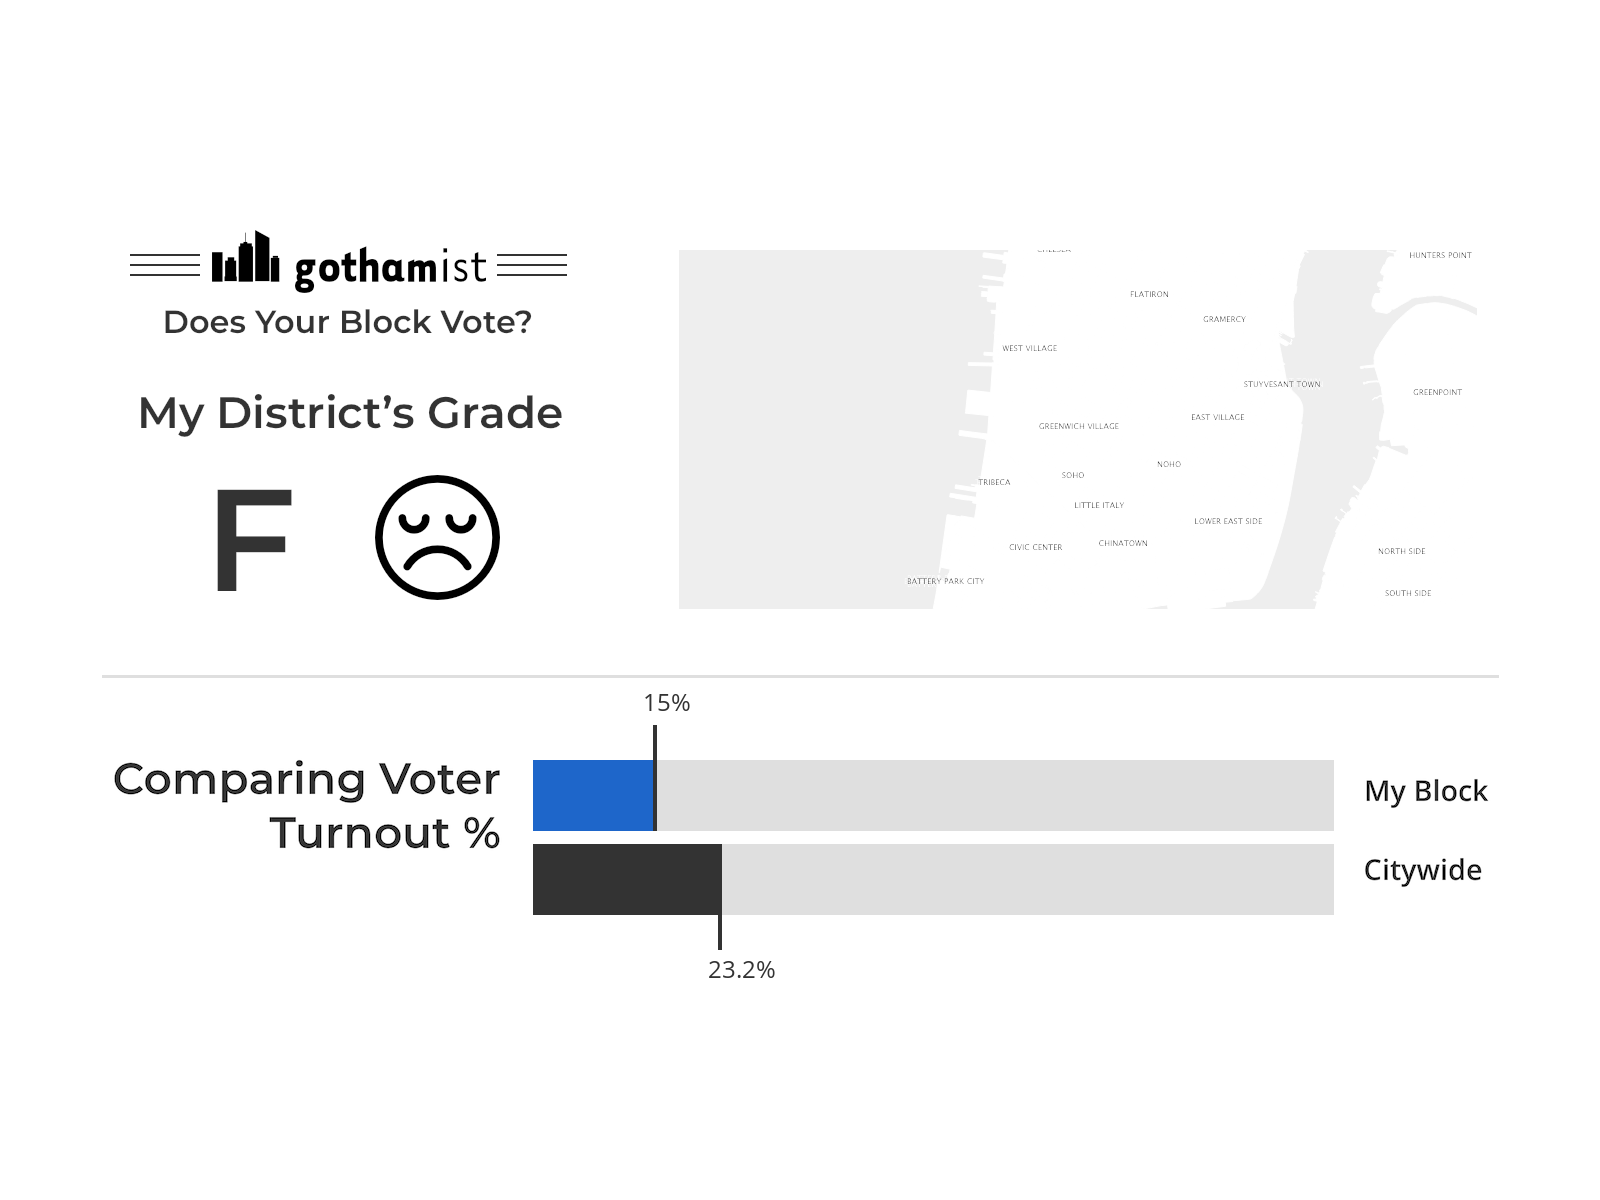 gothamist
Does Your Block Vote?
My District's Grade
F
CHELSEA
HUNTERS POINT
FLATIRON
GRAMERCY
WEST VILLAGE
STUYVESANT TOWN
GREENPOINT
EAST VILLAGE
GREENWICH VILLAGE
NOHO
SOHO
TRIBECA
LITTLE ITALY
LOWER EAST SIDE
CHINATOWN
CIVIC CENTER
NORTH SIDE
BATTERY PARK CITY
SOUTH SIDE
15%
Comparing Voter
Turnout %
My Block
Citywide
23.2%